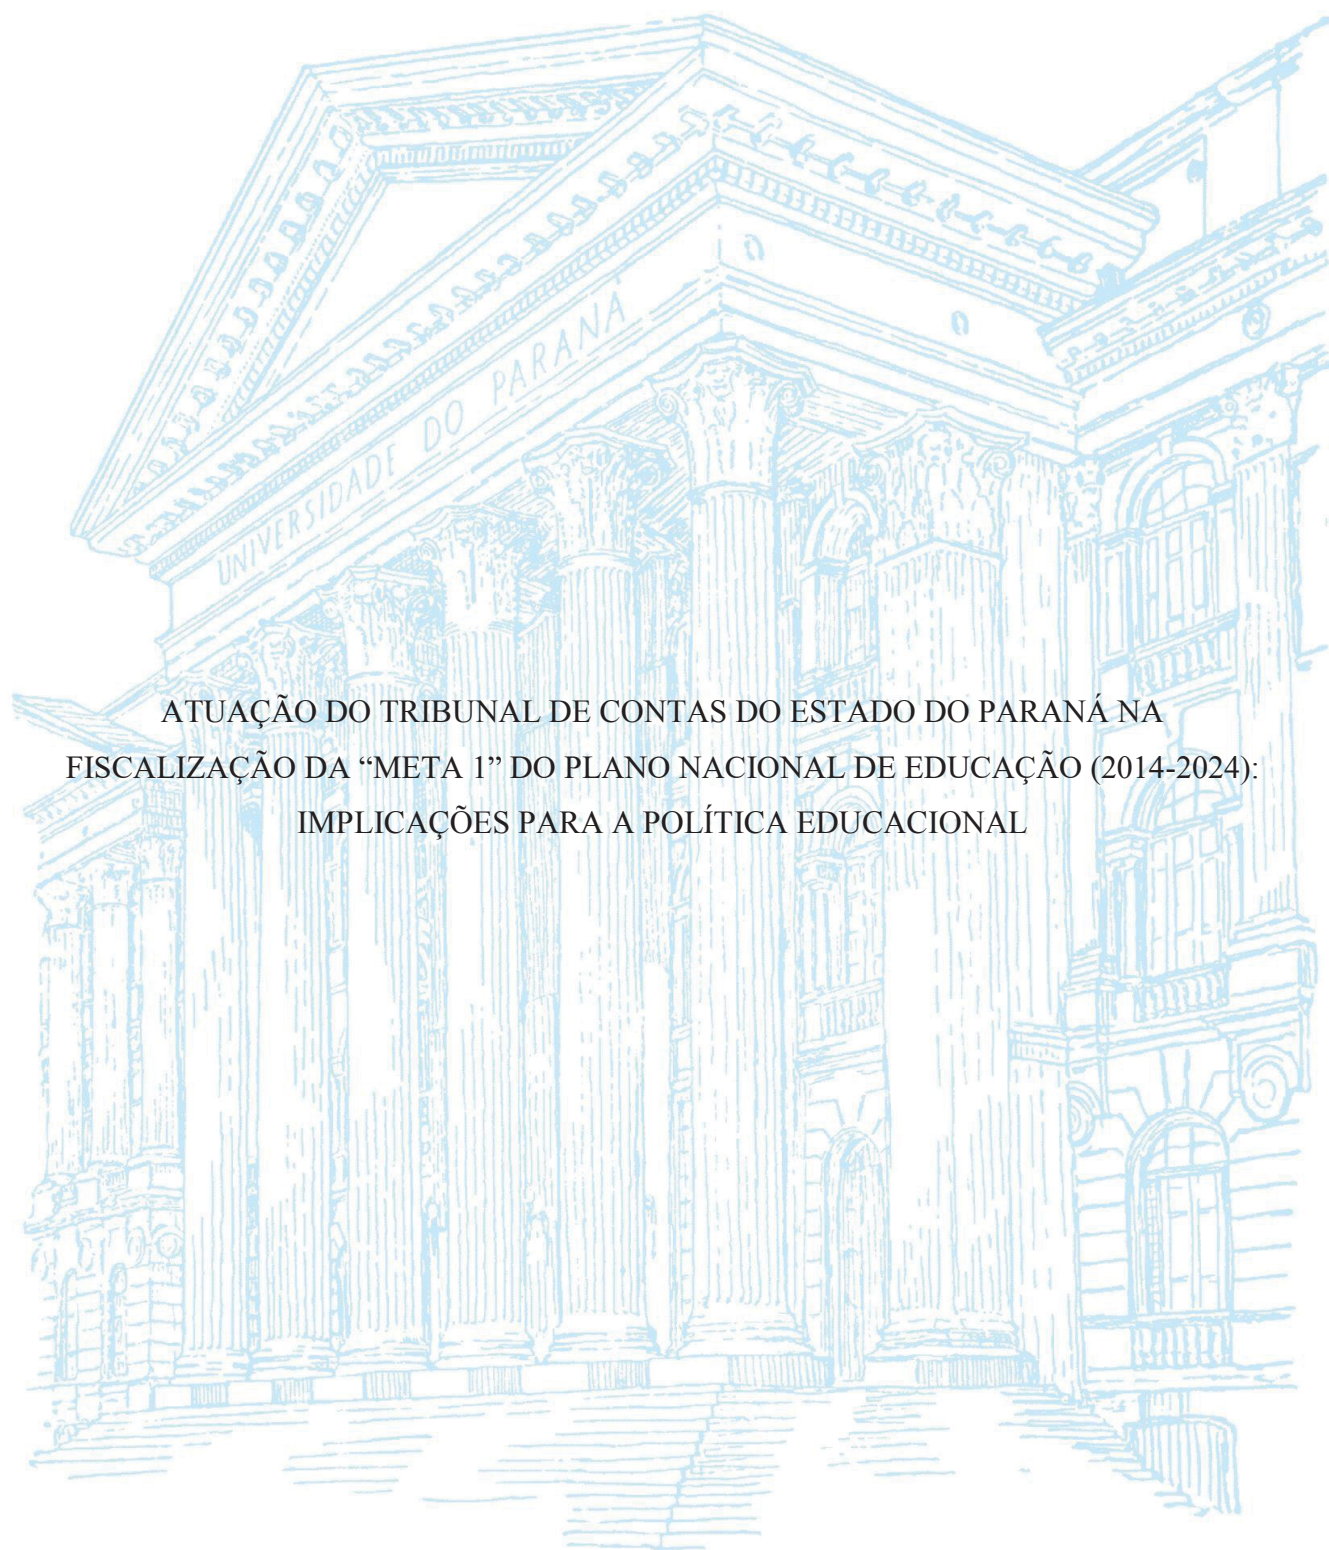 UNIVERSIDADE DO PARANÁ
ATUAÇÃO DO TRIBUNAL DE CONTAS DO ESTADO DO PARANÁ NA
FISCALIZAÇÃO DA “META 1” DO PLANO NACIONAL DE EDUCAÇÃO (2014-2024):
IMPLICAÇÕES PARA A POLÍTICA EDUCACIONAL